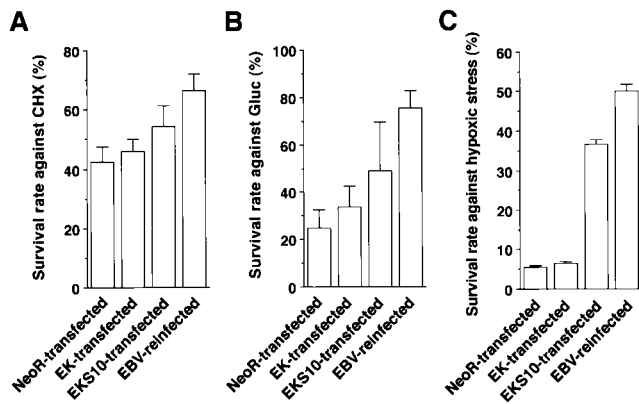 A
Survival rate against CHX (%)
80
60
40
20
0
NeoR-transfected
EK-transfected
EKS10-transfected
EBV-reinfected
B
Survival rate against Gluc (%)
100
80
60
40
20
0
NeoR-transfected
EK-transfected
EKS10-transfected
EBV-reinfected
C
Survival rate against hypoxic stress (%)
60
50
40
35
30
10
5
0
NeoR-transfected
EK-transfected
EKS10-transfected
EBV-reinfected